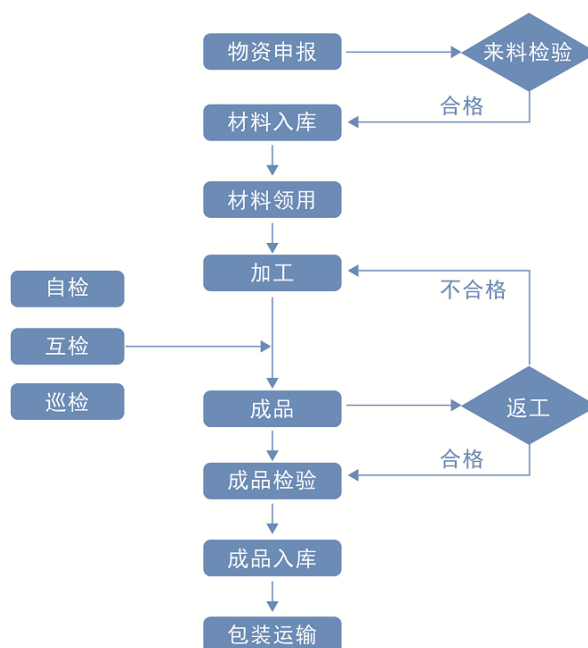 物资申报
来料检验
合格
材料入库
材料领用
加工
不合格
自检
互检
巡检
成品
返工
合格
成品检验
成品入库
包装运输